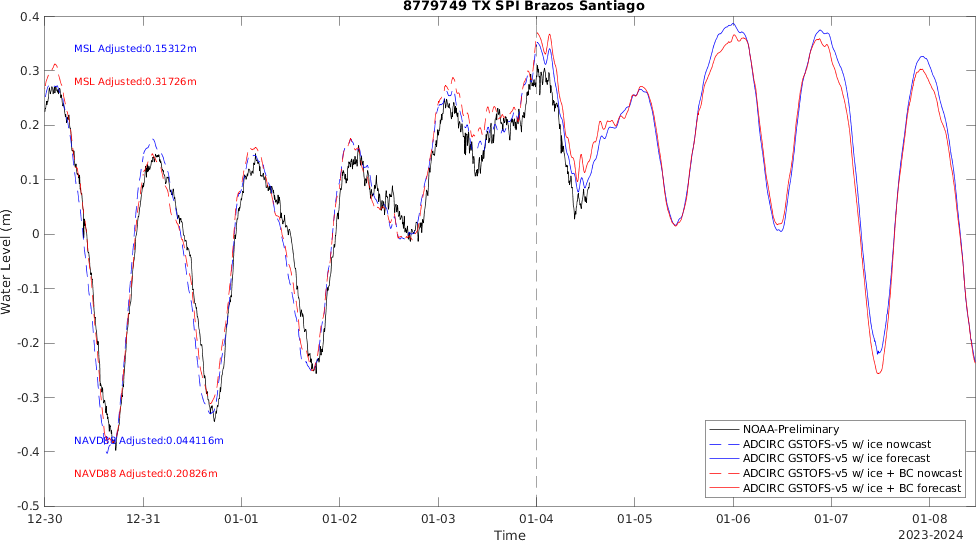 8779749 TX SPI Brazos Santiago
0.4
0.3
0.2
0.1
0
-0.1
-0.2
-0.3
-0.4
-0.5
Water Level (m)
MSL Adjusted:0.15312m
MSL Adjusted:0.31726m
NAVD88 Adjusted:0.044116m
NAVD88 Adjusted:0.20826m
NOAA-Preliminary
ADCIRC GSTOFS-v5 w/ ice nowcast
ADCIRC GSTOFS-v5 w/ ice forecast
ADCIRC GSTOFS-v5 w/ ice + BC nowcast
ADCIRC GSTOFS-v5 w/ ice + BC forecast
12-30 12-31 01-01 01-02 01-03 01-04 01-05 01-06 01-07 01-08
Time
2023-2024